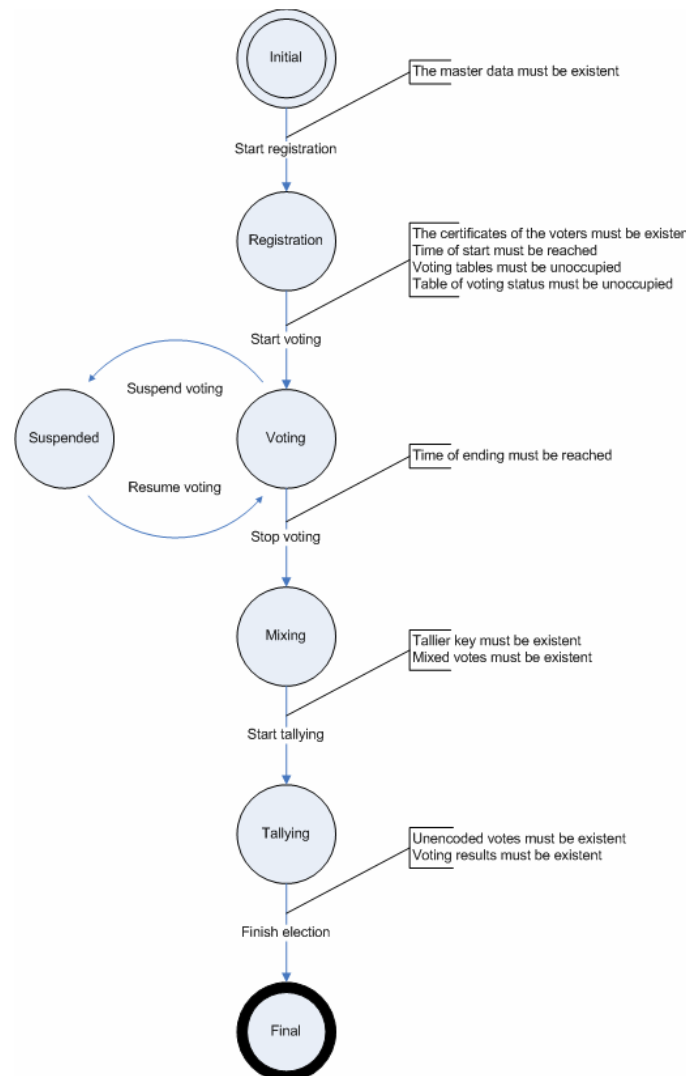 Initial
The master data must be existent
Start registration
Registration
The certificates of the voters must be existen
Time of start must be reached
Voting tables must be unoccupied
Table of voting status must be unoccupied
Start voting
Suspend voting
Suspended
Voting
Time of ending must be reached
Resume voting
Stop voting
Mixing
Tallier key must be existent
Mixed votes must be existent
Start tallying
Tallying
Unencoded votes must be existent
Voting results must be existent
Finish election
Final